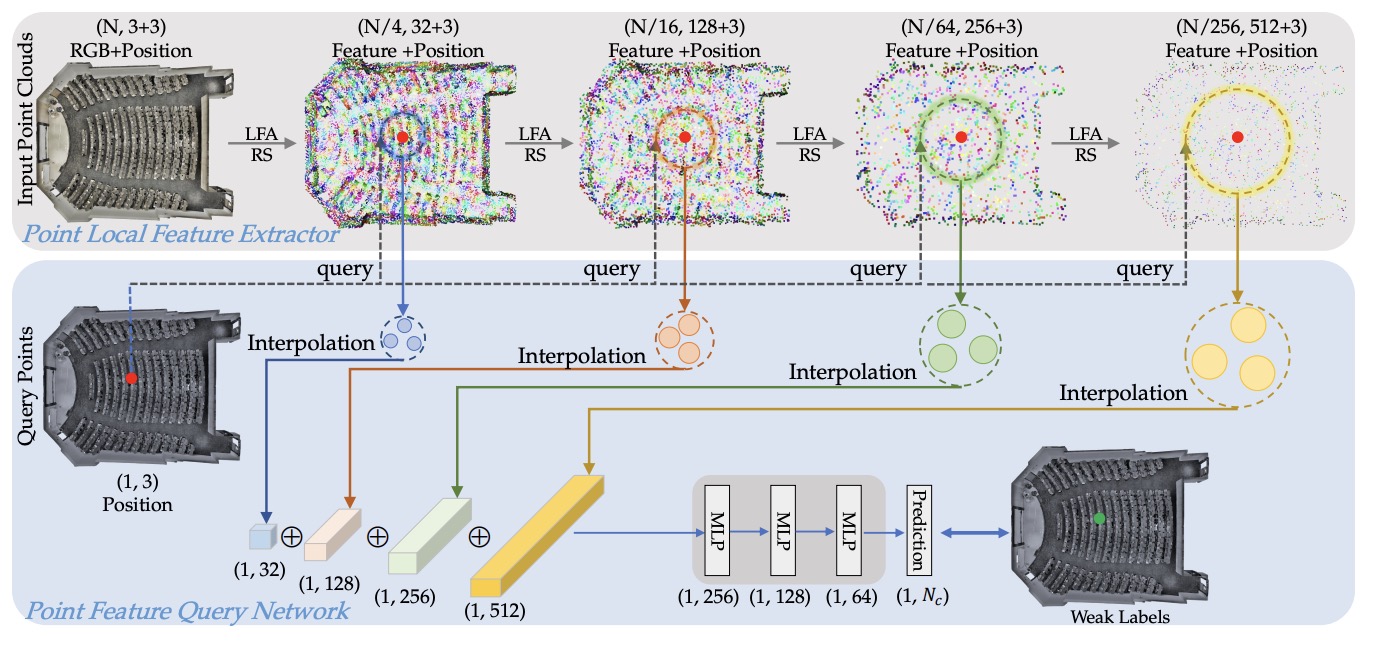 Input Point Clouds
(N, 3+3)
RGB+Position
(N/4, 32+3)
Feature +Position
(N/16, 128+3)
Feature +Position
(N/64, 256+3)
Feature +Position
(N/256, 512+3)
Feature +Position
LFA
RS
LFA
RS
LFA
RS
LFA
RS
Point Local Feature Extractor
query
query
query
query
Query Points
Interpolation
Interpolation
Interpolation
Interpolation
(1, 3)
Position
(1, 32)
⊕
(1, 128)
⊕
(1, 256)
⊕
(1, 512)
MLP
MLP
MLP
Prediction
(1, 256)
(1, 128)
(1, 64)
(1, Nc)
Weak Labels
Point Feature Query Network